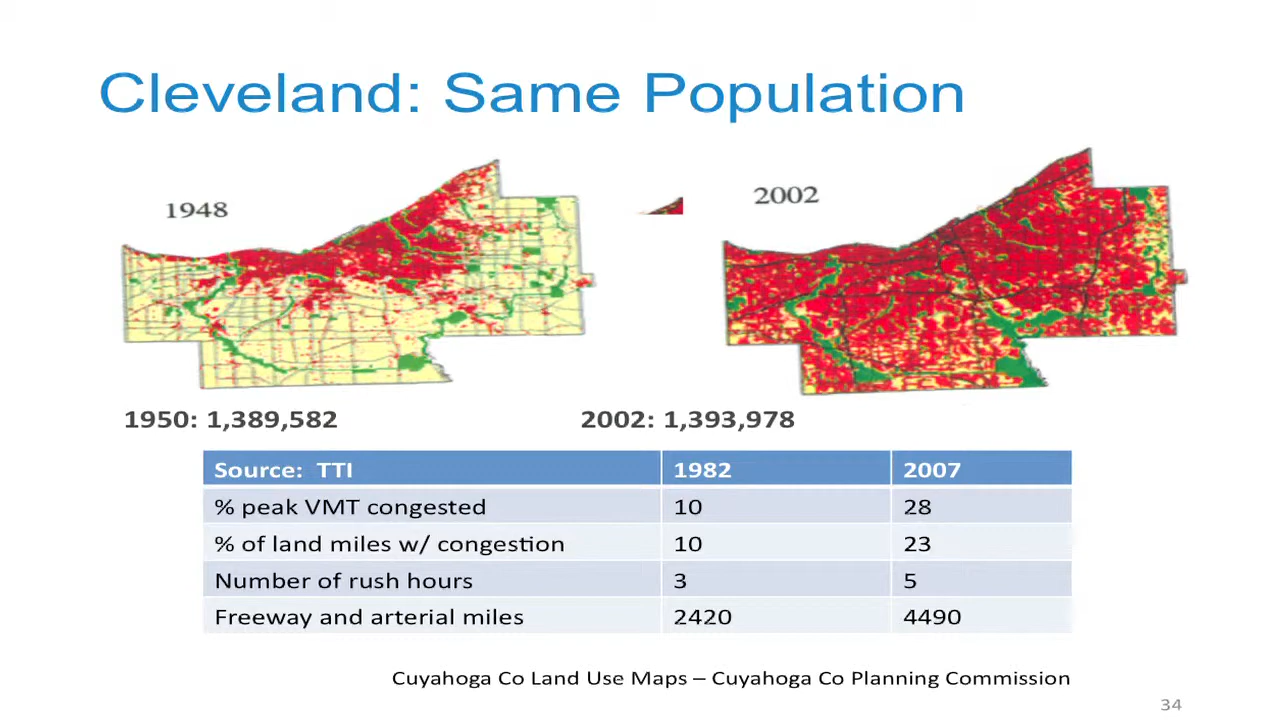 Cleveland: Same Population
1948
2002
1950: 1,389,582
2002: 1,393,978
Source: TTI 1982 2007
% peak VMT congested 10 28
% of land miles w/ congestion 10 23
Number of rush hours 3 5
Freeway and arterial miles 2420 4490
Cuyahoga Co Land Use Maps – Cuyahoga Co Planning Commission
34